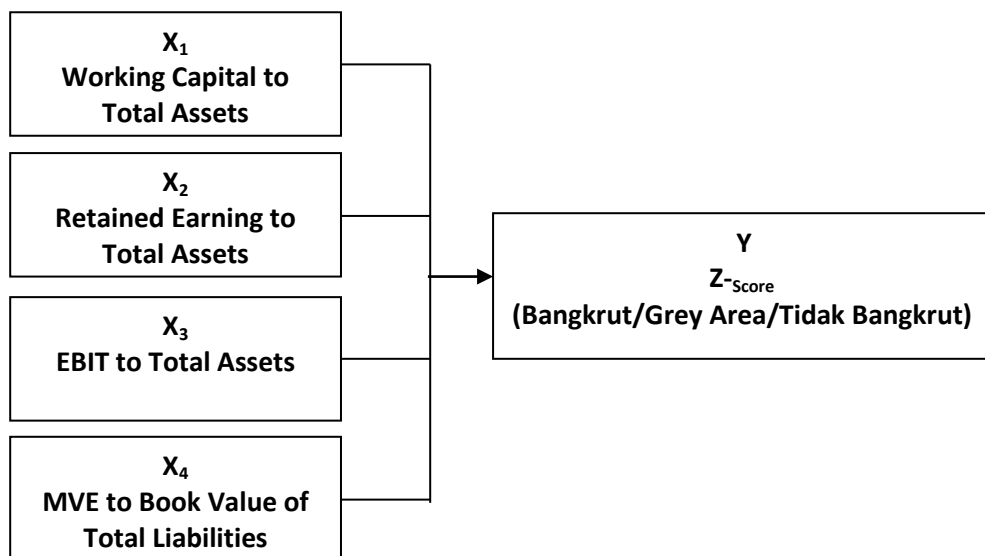 X₁
Working Capital to
Total Assets
X₂
Retained Earning to
Total Assets
X₃
EBIT to Total Assets
X₄
MVE to Book Value of
Total Liabilities
Y
Z-Score
(Bangkrut/Grey Area/Tidak Bangkrut)